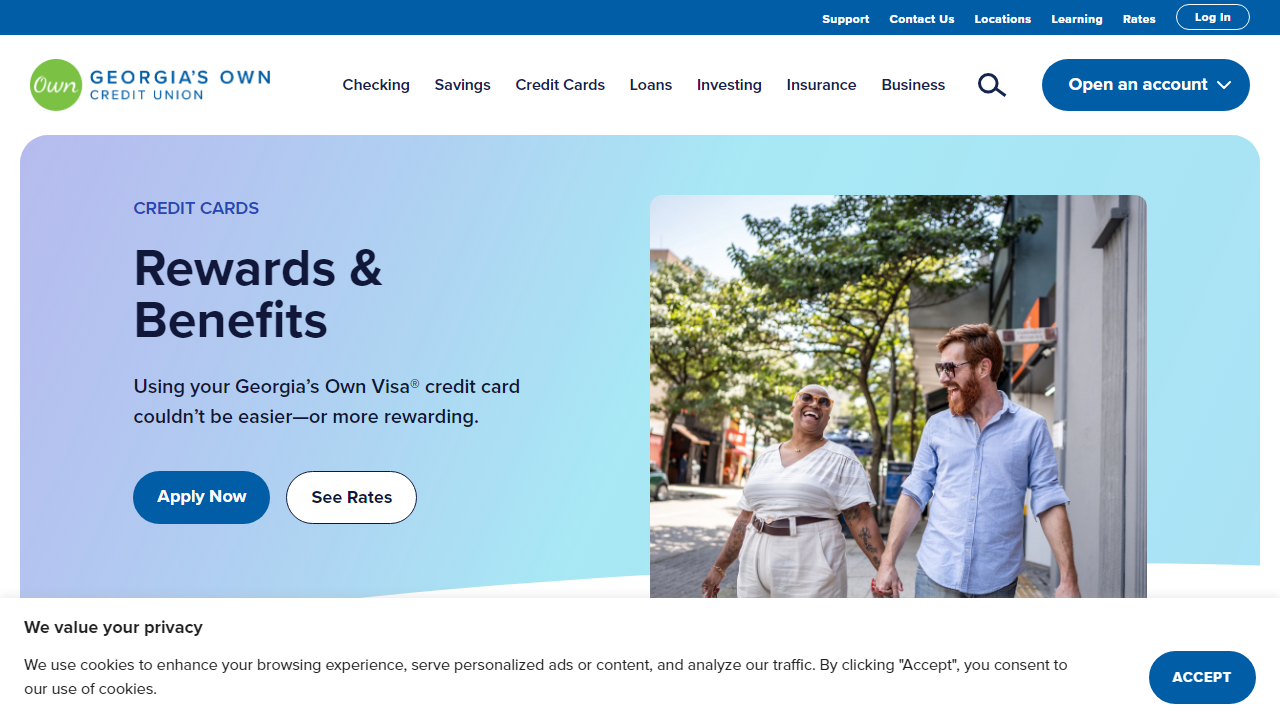 Support Contact Us Locations Learning Rates Log In
Own GEORGIA'S OWN
CREDIT UNION
Checking Savings Credit Cards Loans Investing Insurance Business Open an account
CREDIT CARDS
Rewards &
Benefits
Using your Georgia’s Own Visa® credit card
couldn’t be easier—or more rewarding.
Apply Now See Rates
We value your privacy
We use cookies to enhance your browsing experience, serve personalized ads or content, and analyze our traffic. By clicking "Accept", you consent to
our use of cookies.
ACCEPT